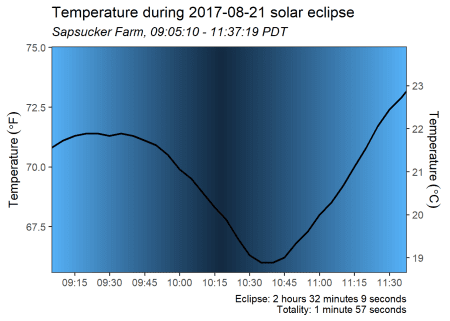 Temperature during 2017-08-21 solar eclipse
Sapsucker Farm, 09:05:10 - 11:37:19 PDT
Temperature (°F)
75.0
72.5
70.0
67.5
Temperature (°C)
23
22
21
20
19
09:15 09:30 09:45 10:00 10:15 10:30 10:45 11:00 11:15 11:30
Eclipse: 2 hours 32 minutes 9 seconds
Totality: 1 minute 57 seconds